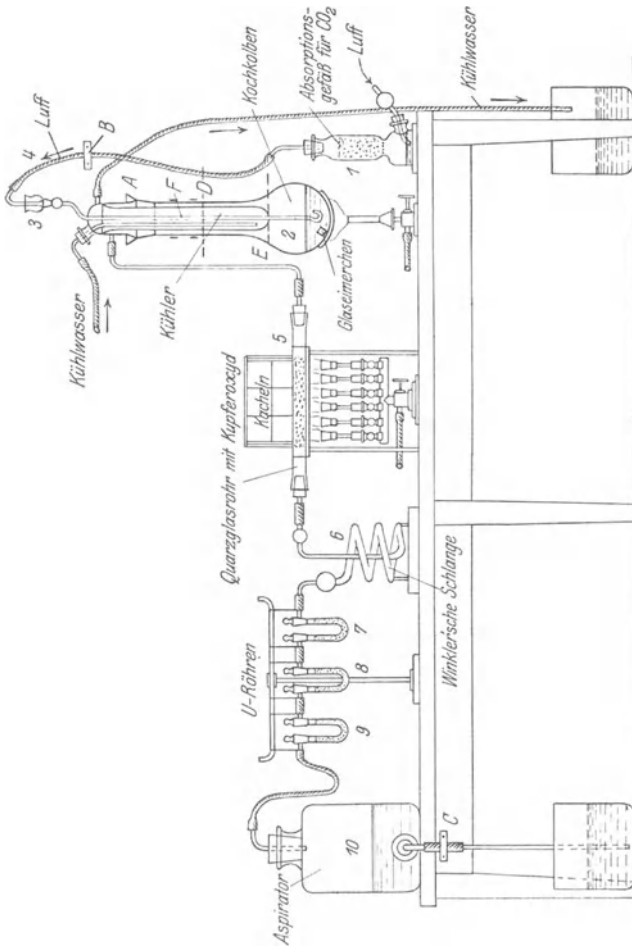 Kühlwasser
Luft
4
B
3
A
F
D
E
2
Kühler
Kochkolben
Glaseimerchen
Absorptions-
gefäß für CO2
1
Luft
Kühlwasser
Quarzglasrohr mit Kupferoxyd
Kacheln
5
6
Winkler'sche Schlange
U-Röhren
7
8
9
Aspirator
10
C